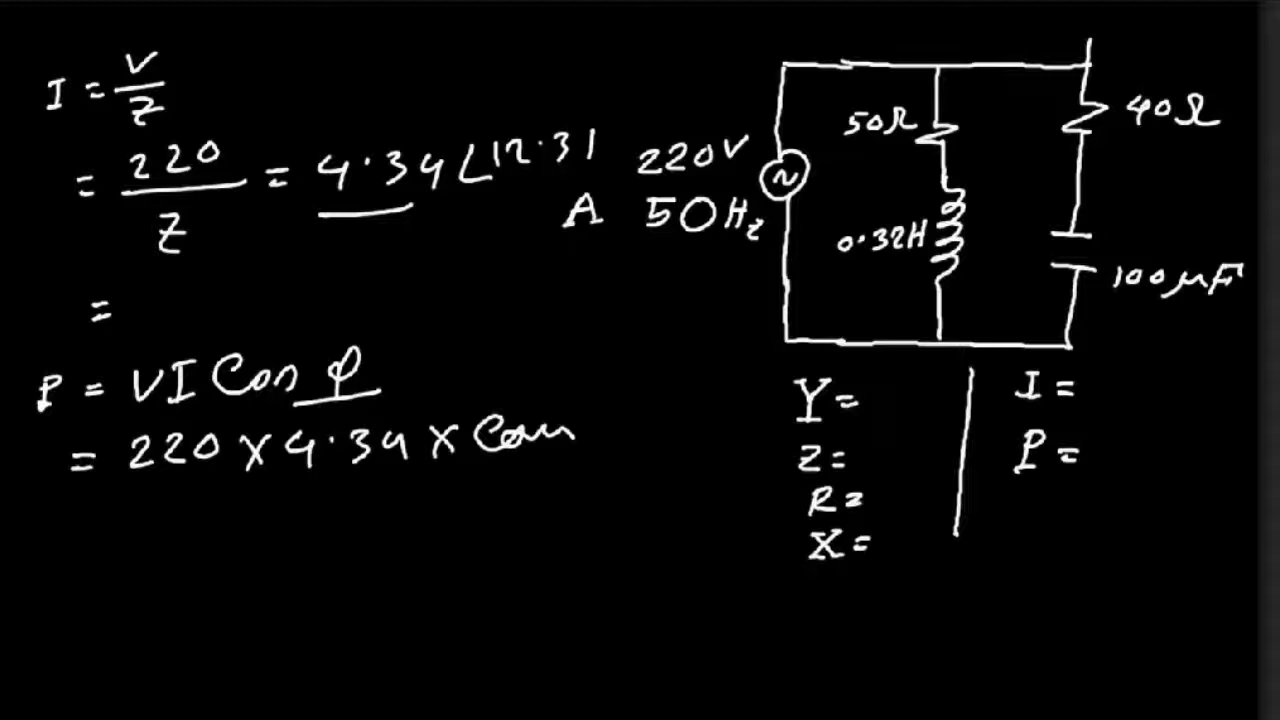 I = V/Z
= 220/Z = 4.34∠12.31
A
=
P = VI Cos φ
= 220 × 4.34 × Cos
220V
50Hz
50Ω
0.32H
40Ω
100μF
Y =
Z =
R =
X =
I =
P =